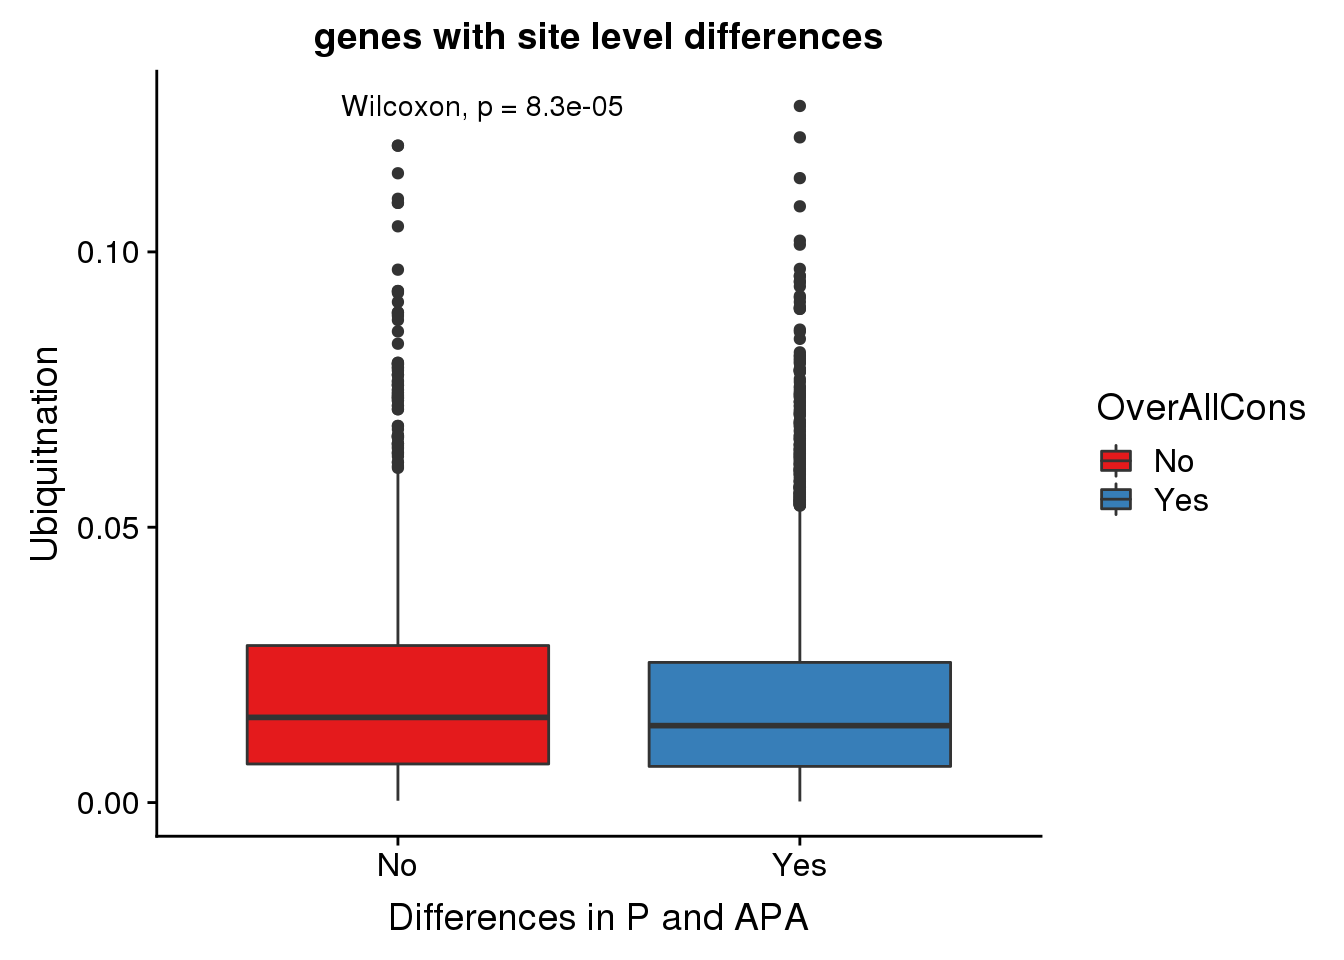 genes with site level differences
Wilcoxon, p = 8.3e-05
0.10
0.05
0.00
Ubiquitnation
No
Yes
Differences in P and APA
OverAllCons
No
Yes